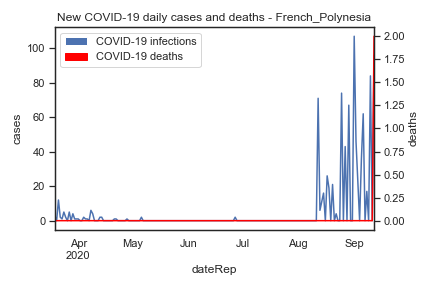 New COVID-19 daily cases and deaths - French_Polynesia
COVID-19 infections
COVID-19 deaths
cases
100
80
60
40
20
0
deaths
2.00
1.75
1.50
1.25
1.00
0.75
0.50
0.25
0.00
Apr May Jun Jul Aug Sep
2020
dateRep